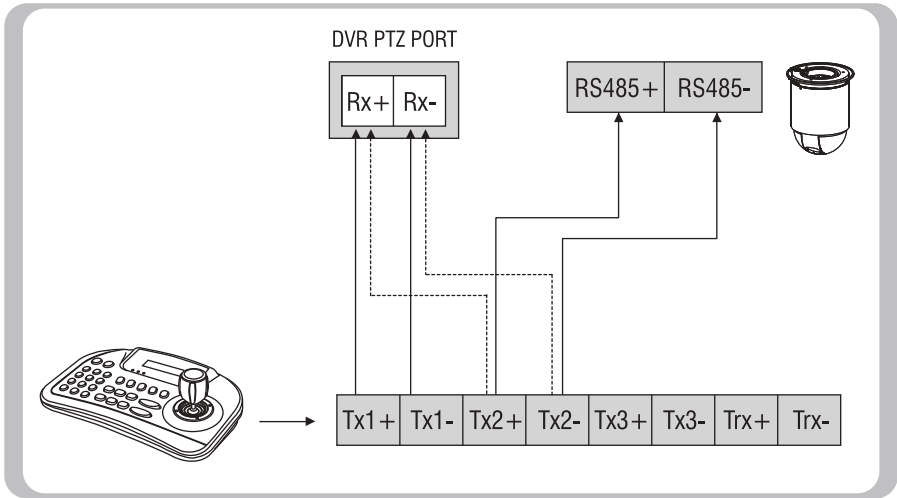 DVR PTZ PORT
Rx+ Rx-
RS485+ RS485-
Tx1+ Tx1- Tx2+ Tx2- Tx3+ Tx3- Trx+ Trx-